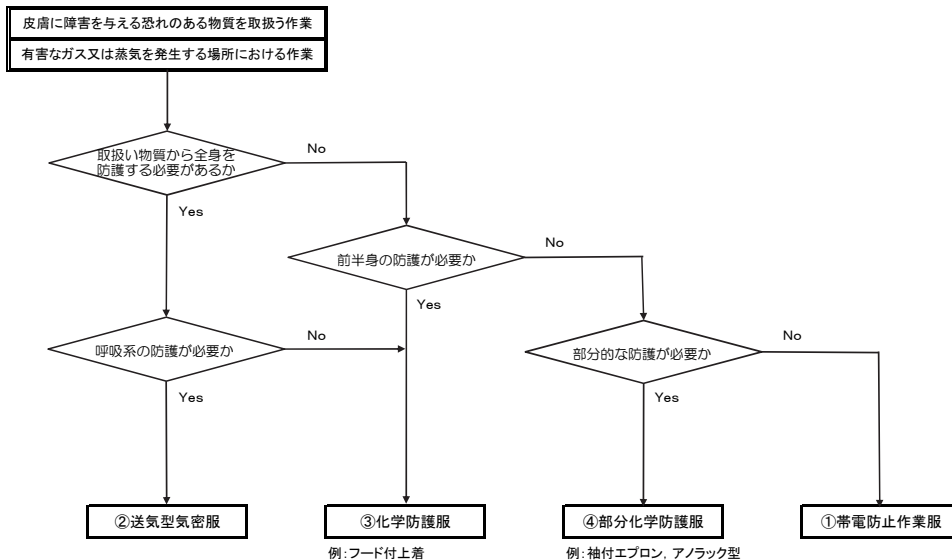 皮膚に障害を与える恐れのある物質を取扱う作業
有害なガス又は蒸気を発生する場所における作業
取扱い物質から全身を
防護する必要があるか
No
Yes
前半身の防護が必要か
No
Yes
呼吸系の防護が必要か
No
Yes
部分的な防護が必要か
No
Yes
②送気型気密服
③化学防護服
④部分化学防護服
①帯電防止作業服
例:フード付上着
例:袖付エプロン, アノラック型